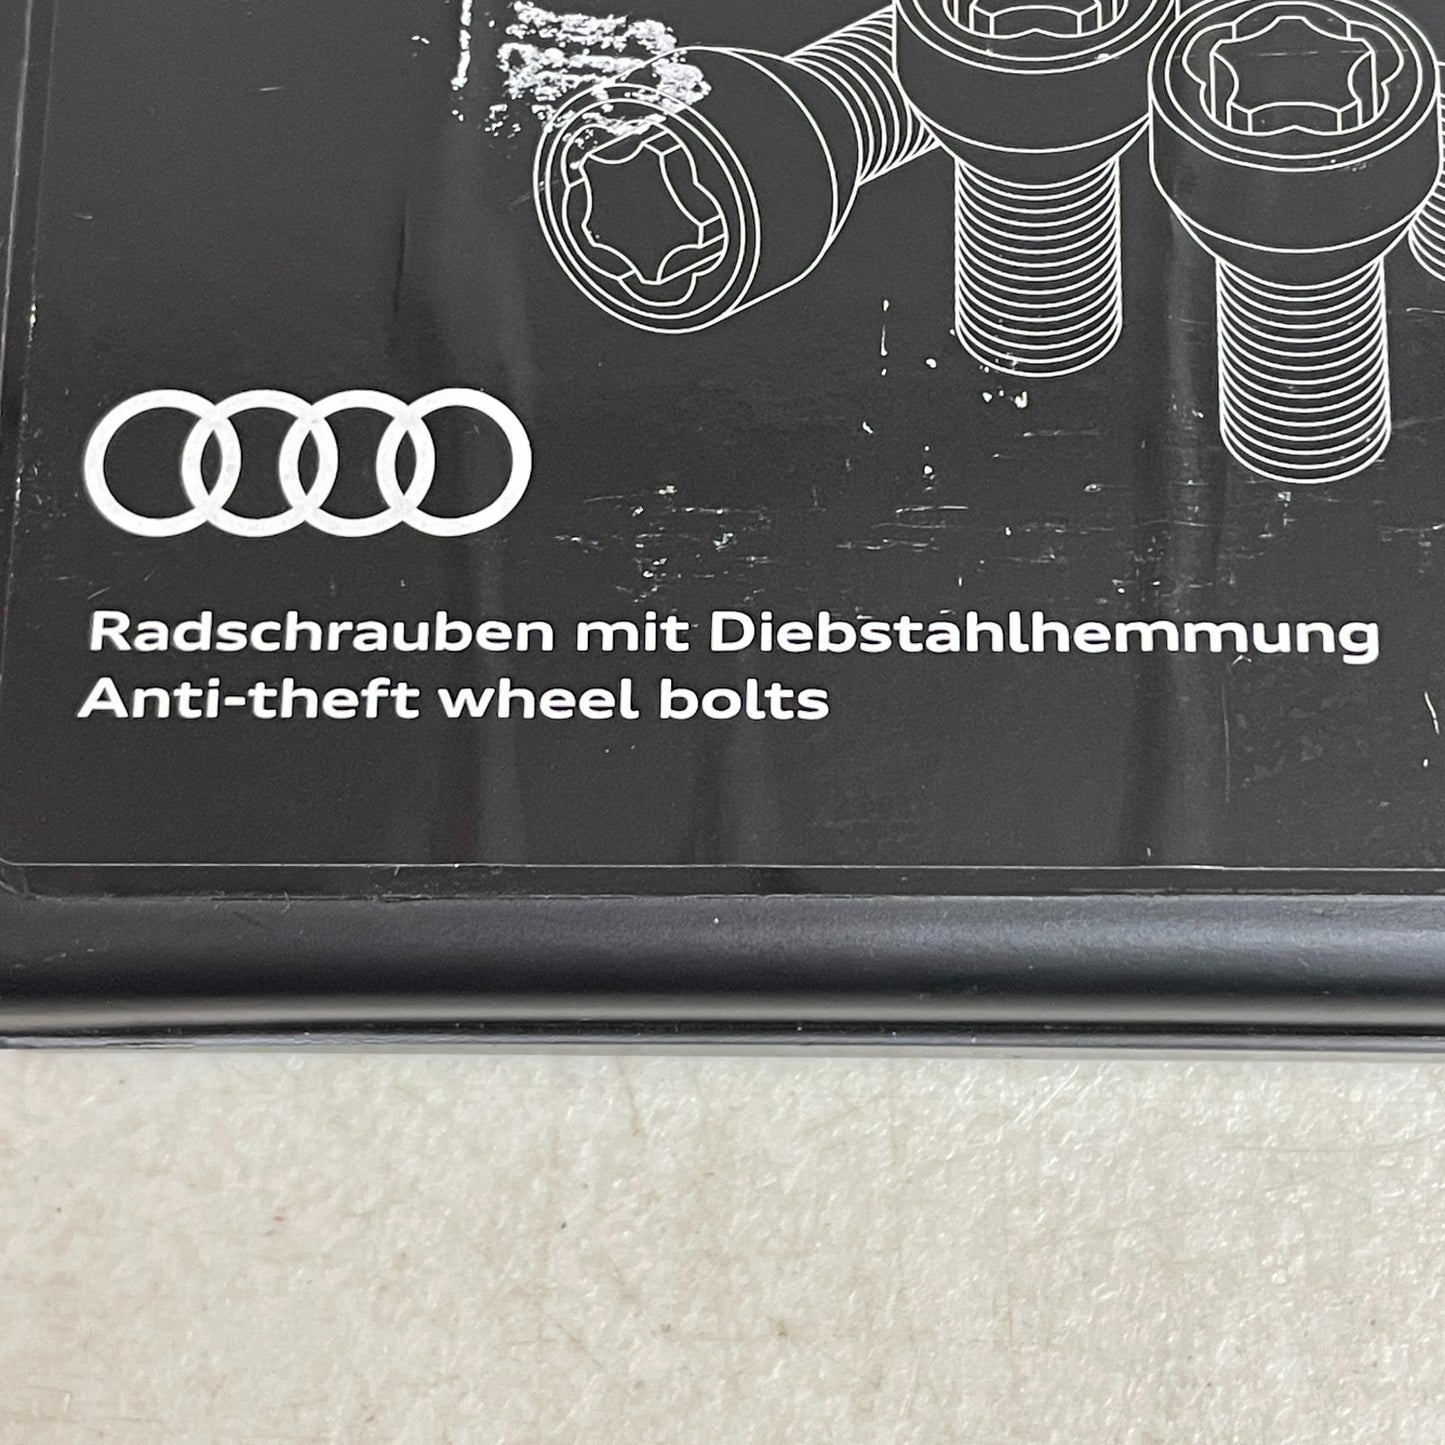 Radschrauben mit Diebstahlhemmung
Anti-theft wheel bolts